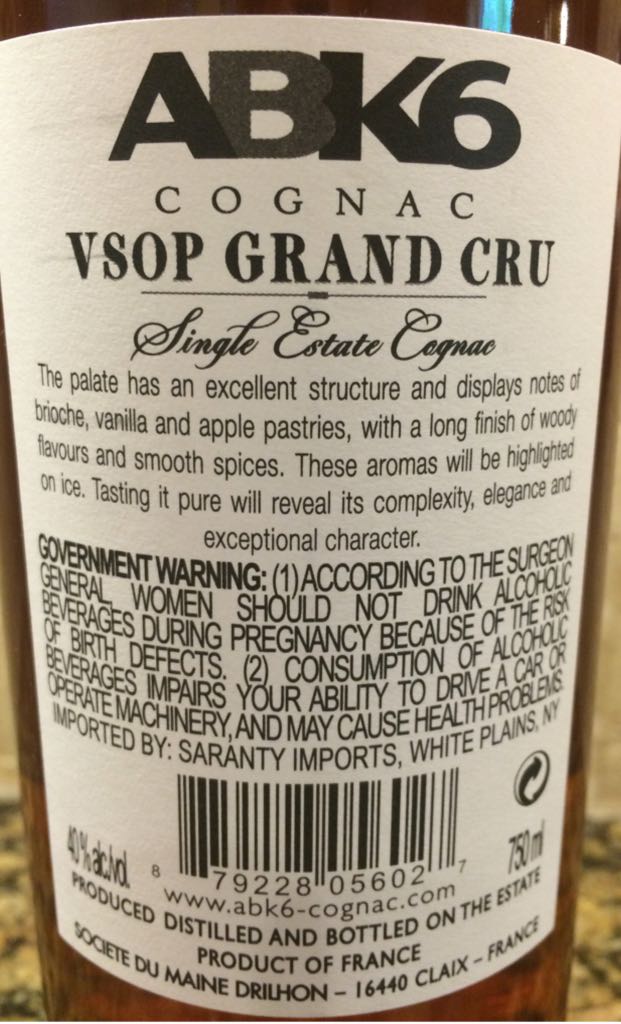 ABK6
COGNAC
VSOP GRAND CRU
Single Estate Cognac
The palate has an excellent structure and displays notes of
brioche, vanilla and apple pastries, with a long finish of woody
flavours and smooth spices. These aromas will be highlighted
on ice. Tasting it pure will reveal its complexity, elegance and
exceptional character.
GOVERNMENT WARNING: (1) ACCORDING TO THE SURGEON
GENERAL WOMEN SHOULD NOT DRINK ALCOHOLIC
BEVERAGES DURING PREGNANCY BECAUSE OF THE RISK
OF BIRTH DEFECTS. (2) CONSUMPTION OF ALCOHOLIC
BEVERAGES IMPAIRS YOUR ABILITY TO DRIVE A CAR OR
OPERATE MACHINERY, AND MAY CAUSE HEALTH PROBLEMS.
IMPORTED BY: SARANTY IMPORTS, WHITE PLAINS, NY
40 % alc./vol.
750 ml
8 79228 05602 7
www.abk6-cognac.com
PRODUCED DISTILLED AND BOTTLED ON THE ESTATE
PRODUCT OF FRANCE
SOCIETE DU MAINE DRILHON – 16440 CLAIX – FRANCE